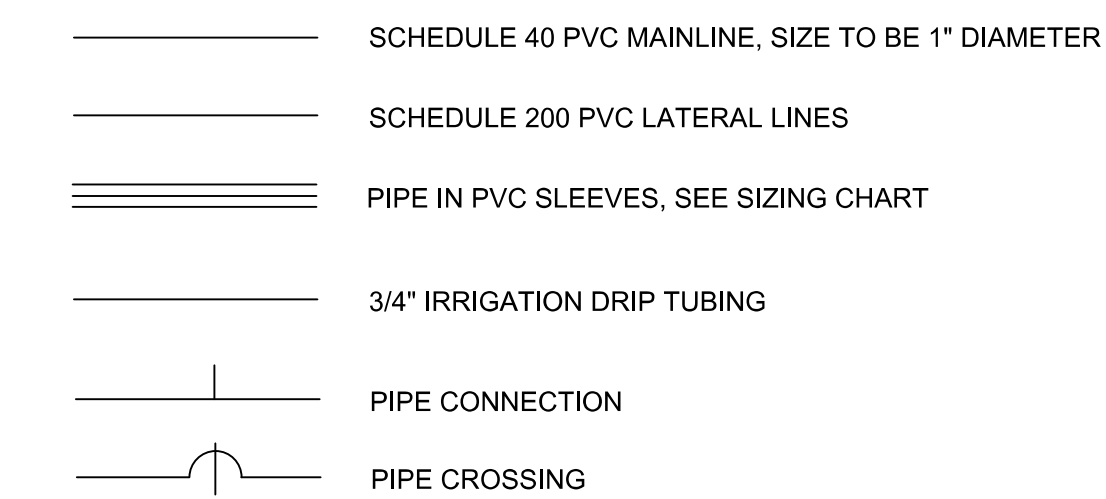 SCHEDULE 40 PVC MAINLINE, SIZE TO BE 1" DIAMETER
SCHEDULE 200 PVC LATERAL LINES
PIPE IN PVC SLEEVES, SEE SIZING CHART
3/4" IRRIGATION DRIP TUBING
PIPE CONNECTION
PIPE CROSSING